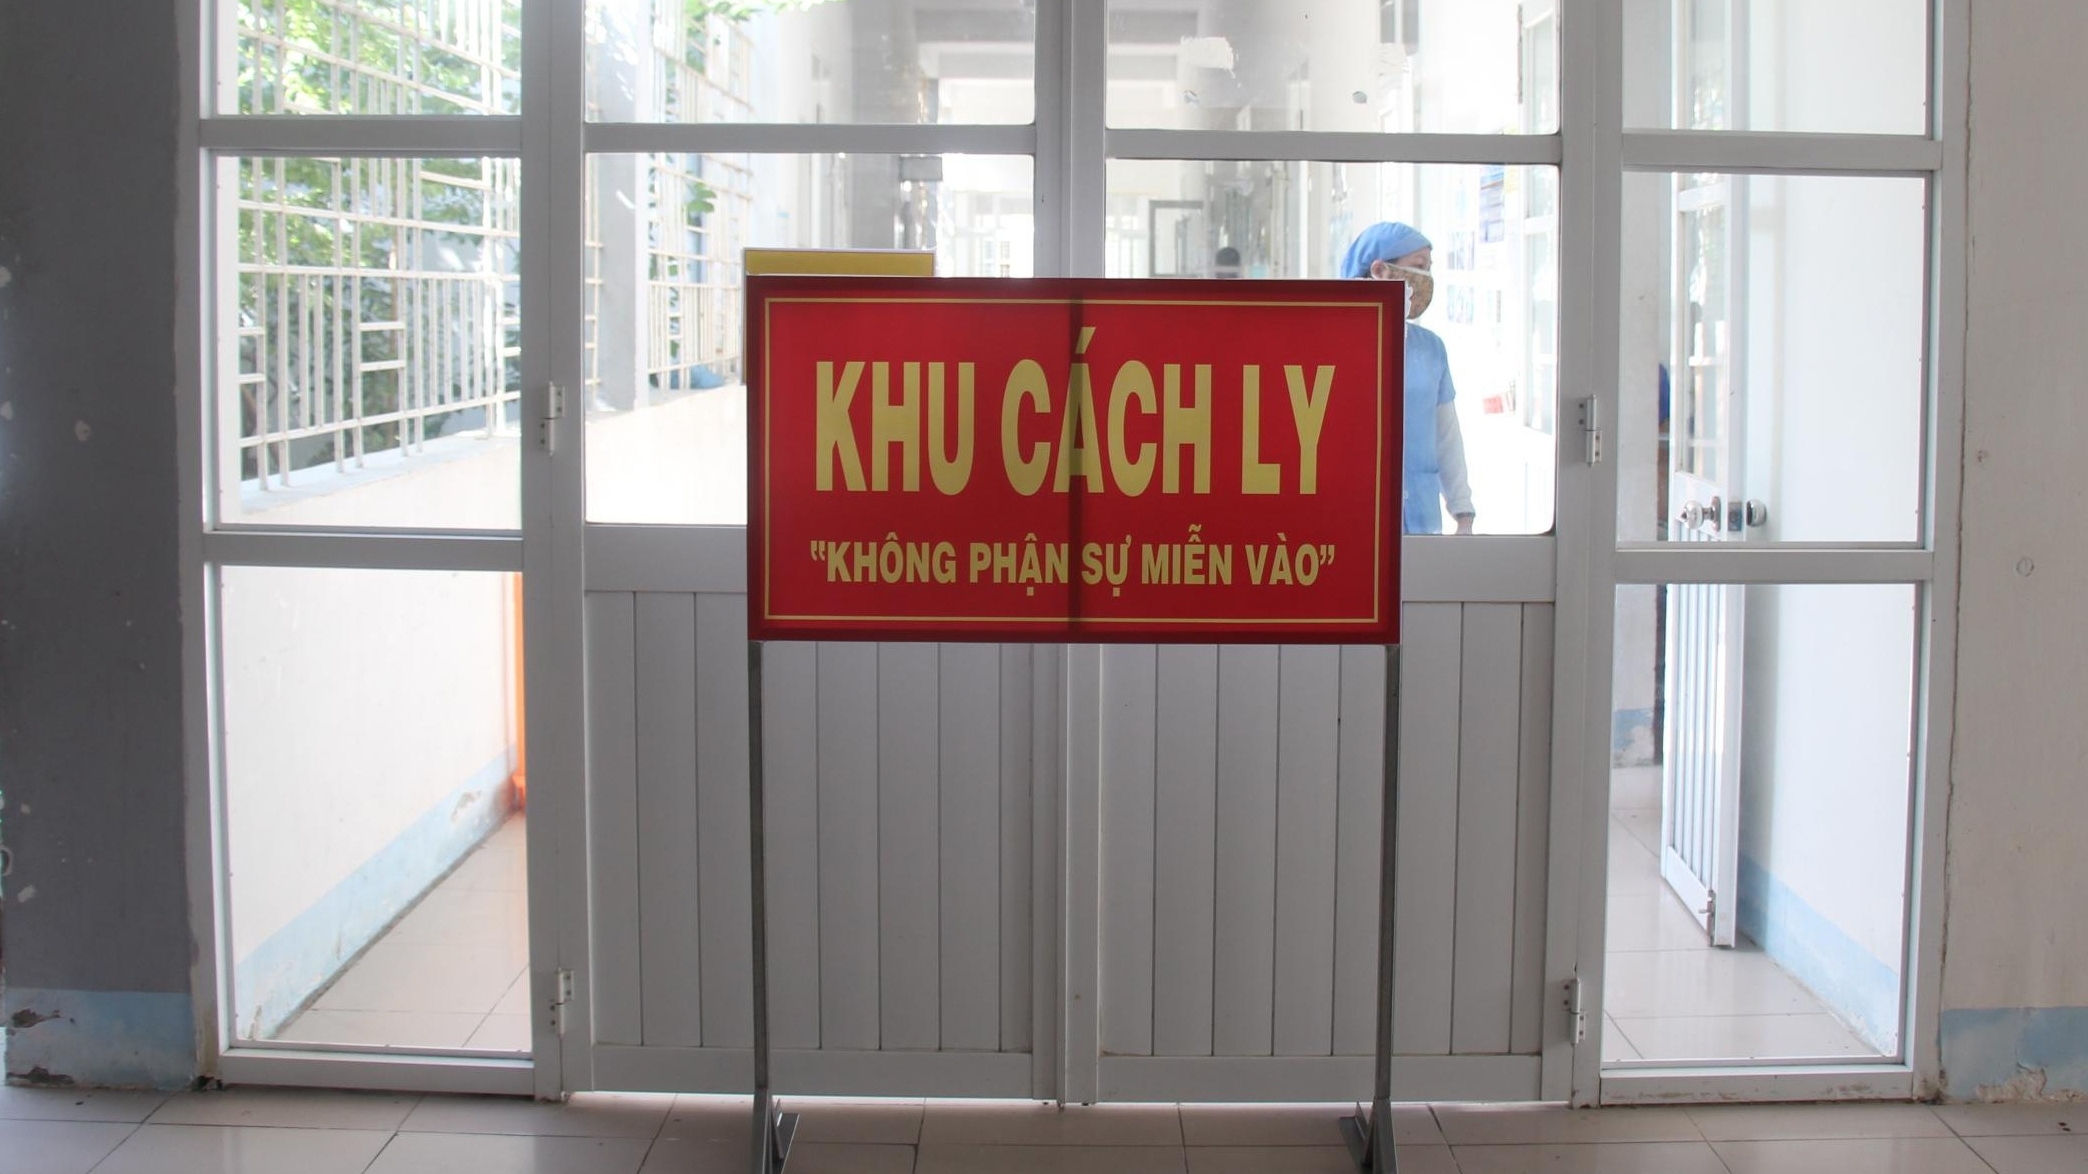 KHU CÁCH LY
"KHÔNG PHẬN SỰ MIỄN VÀO"